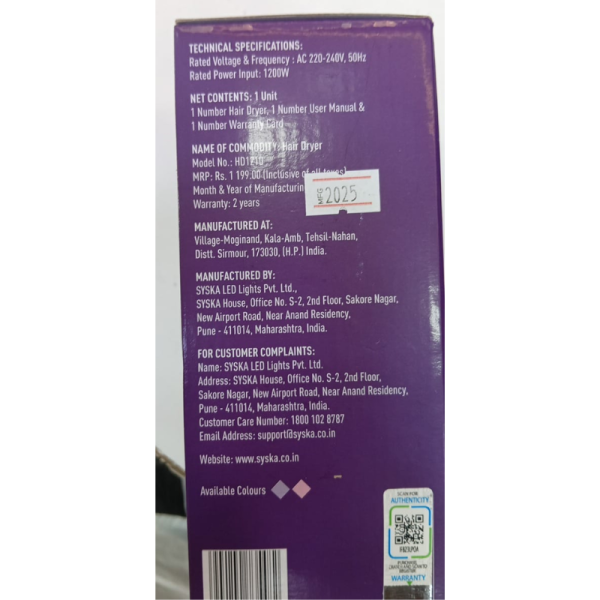 TECHNICAL SPECIFICATIONS:
Rated Voltage & Frequency : AC 220-240V, 50Hz
Rated Power Input: 1200W
NET CONTENTS: 1 Unit
1 Number Hair Dryer, 1 Number User Manual &
1 Number Warranty Card
NAME OF COMMODITY: Hair Dryer
Model No.:
MRP: Rs. 1 199.00 (Inclusive of all taxes)
Month & Year of Manufacturin
MFG 2025
Warranty: 2 years
MANUFACTURED AT:
Village-Moginand, Kala-Amb, Tehsil-Nahan,
Distt. Sirmour, 173030, (H.P.) India.
MANUFACTURED BY:
SYSKA LED Lights Pvt. Ltd.,
SYSKA House, Office No. S-2, 2nd Floor, Sakore Nagar,
New Airport Road, Near Anand Residency,
Pune - 411014, Maharashtra, India.
FOR CUSTOMER COMPLAINTS:
Name: SYSKA LED Lights Pvt. Ltd.
Address: SYSKA House, Office No. S-2, 2nd Floor,
Sakore Nagar, New Airport Road, Near Anand Residency,
Pune - 411014, Maharashtra, India.
Customer Care Number: 1800 102 8787
Email Address: support@syska.co.in
Website: www.syska.co.in
Available Colours
SCAN FOR
AUTHENTICITY
PURCHASE
WARRANTY